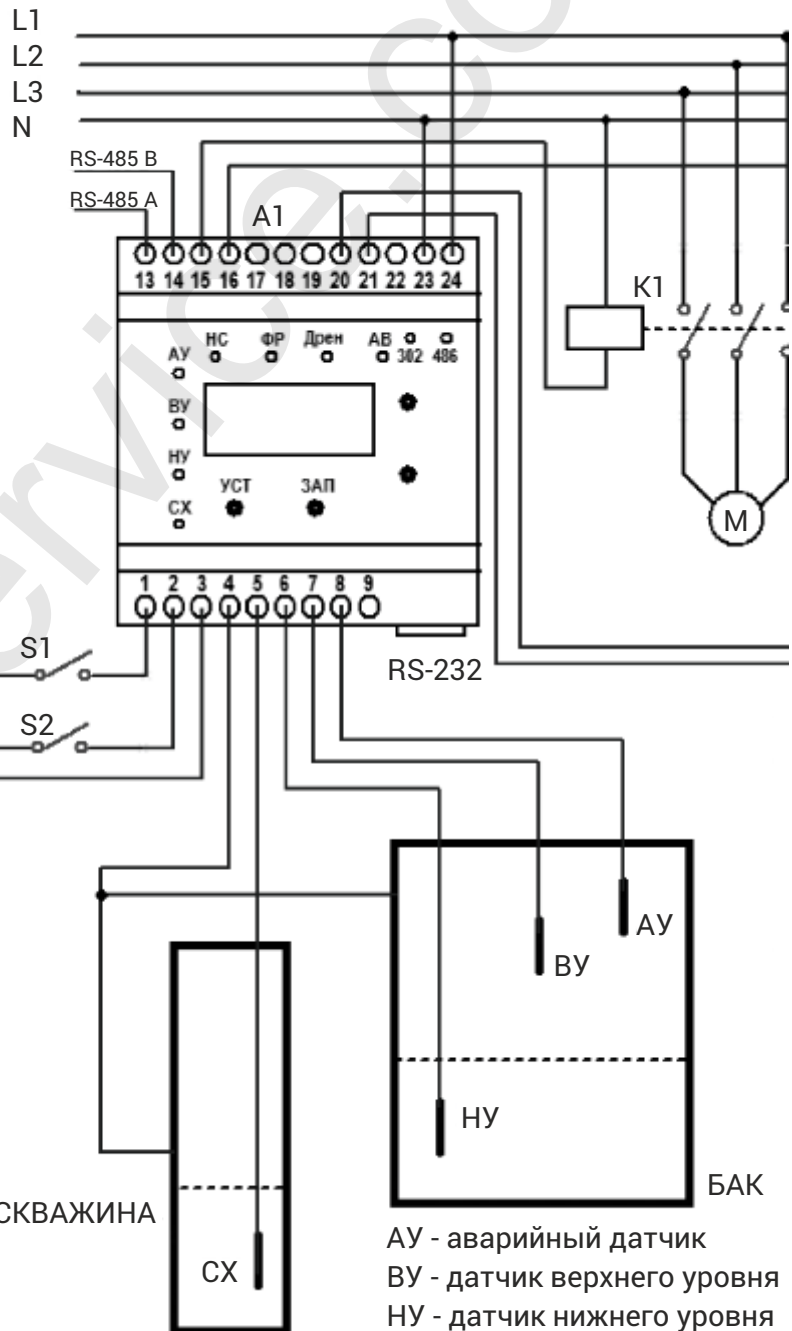 L1
L2
L3
N
RS-485 B
RS-485 A
A1
13 14 15 16 17 18 19 20 21 22 23 24
K1
НС ФР Дрен АВ 302 486
АУ
ВУ
НУ
СХ
УСТ ЗАП
M
1 2 3 4 5 6 7 8 9
RS-232
S1
S2
АУ
ВУ
НУ
БАК
СКВАЖИНА
СХ
АУ - аварийный датчик
ВУ - датчик верхнего уровня
НУ - датчик нижнего уровня